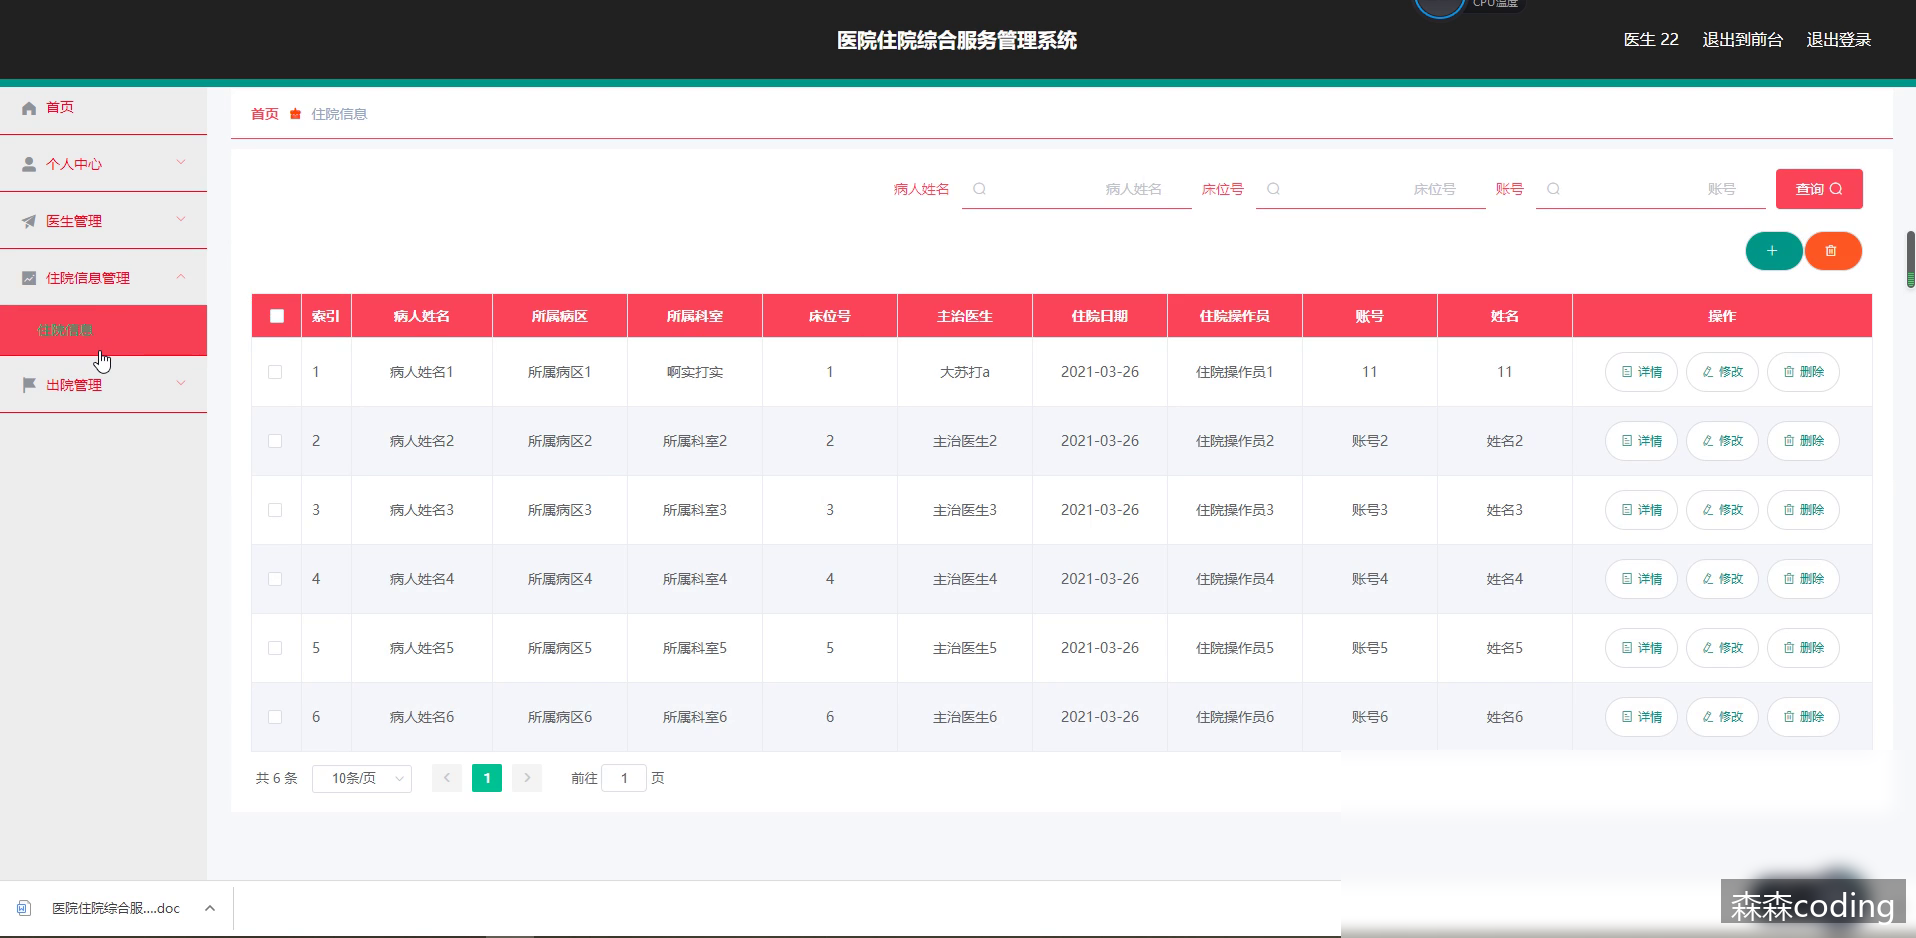 CPU温度
医院住院综合服务管理系统
医生 22 退出到前台 退出登录
首页
个人中心
医生管理
住院信息管理
住院信息
出院管理
首页 住院信息
病人姓名 病人姓名 床位号 床位号 账号 账号 查询
索引 病人姓名 所属病区 所属科室 床位号 主治医生 住院日期 住院操作员 账号 姓名 操作
1 病人姓名1 所属病区1 啊实打实 1 大苏打a 2021-03-26 住院操作员1 11 11 详情 修改 删除
2 病人姓名2 所属病区2 所属科室2 2 主治医生2 2021-03-26 住院操作员2 账号2 姓名2 详情 修改 删除
3 病人姓名3 所属病区3 所属科室3 3 主治医生3 2021-03-26 住院操作员3 账号3 姓名3 详情 修改 删除
4 病人姓名4 所属病区4 所属科室4 4 主治医生4 2021-03-26 住院操作员4 账号4 姓名4 详情 修改 删除
5 病人姓名5 所属病区5 所属科室5 5 主治医生5 2021-03-26 住院操作员5 账号5 姓名5 详情 修改 删除
6 病人姓名6 所属病区6 所属科室6 6 主治医生6 2021-03-26 住院操作员6 账号6 姓名6 详情 修改 删除
共 6 条 10条/页 1 前往 1 页
医院住院综合服....doc
森森coding